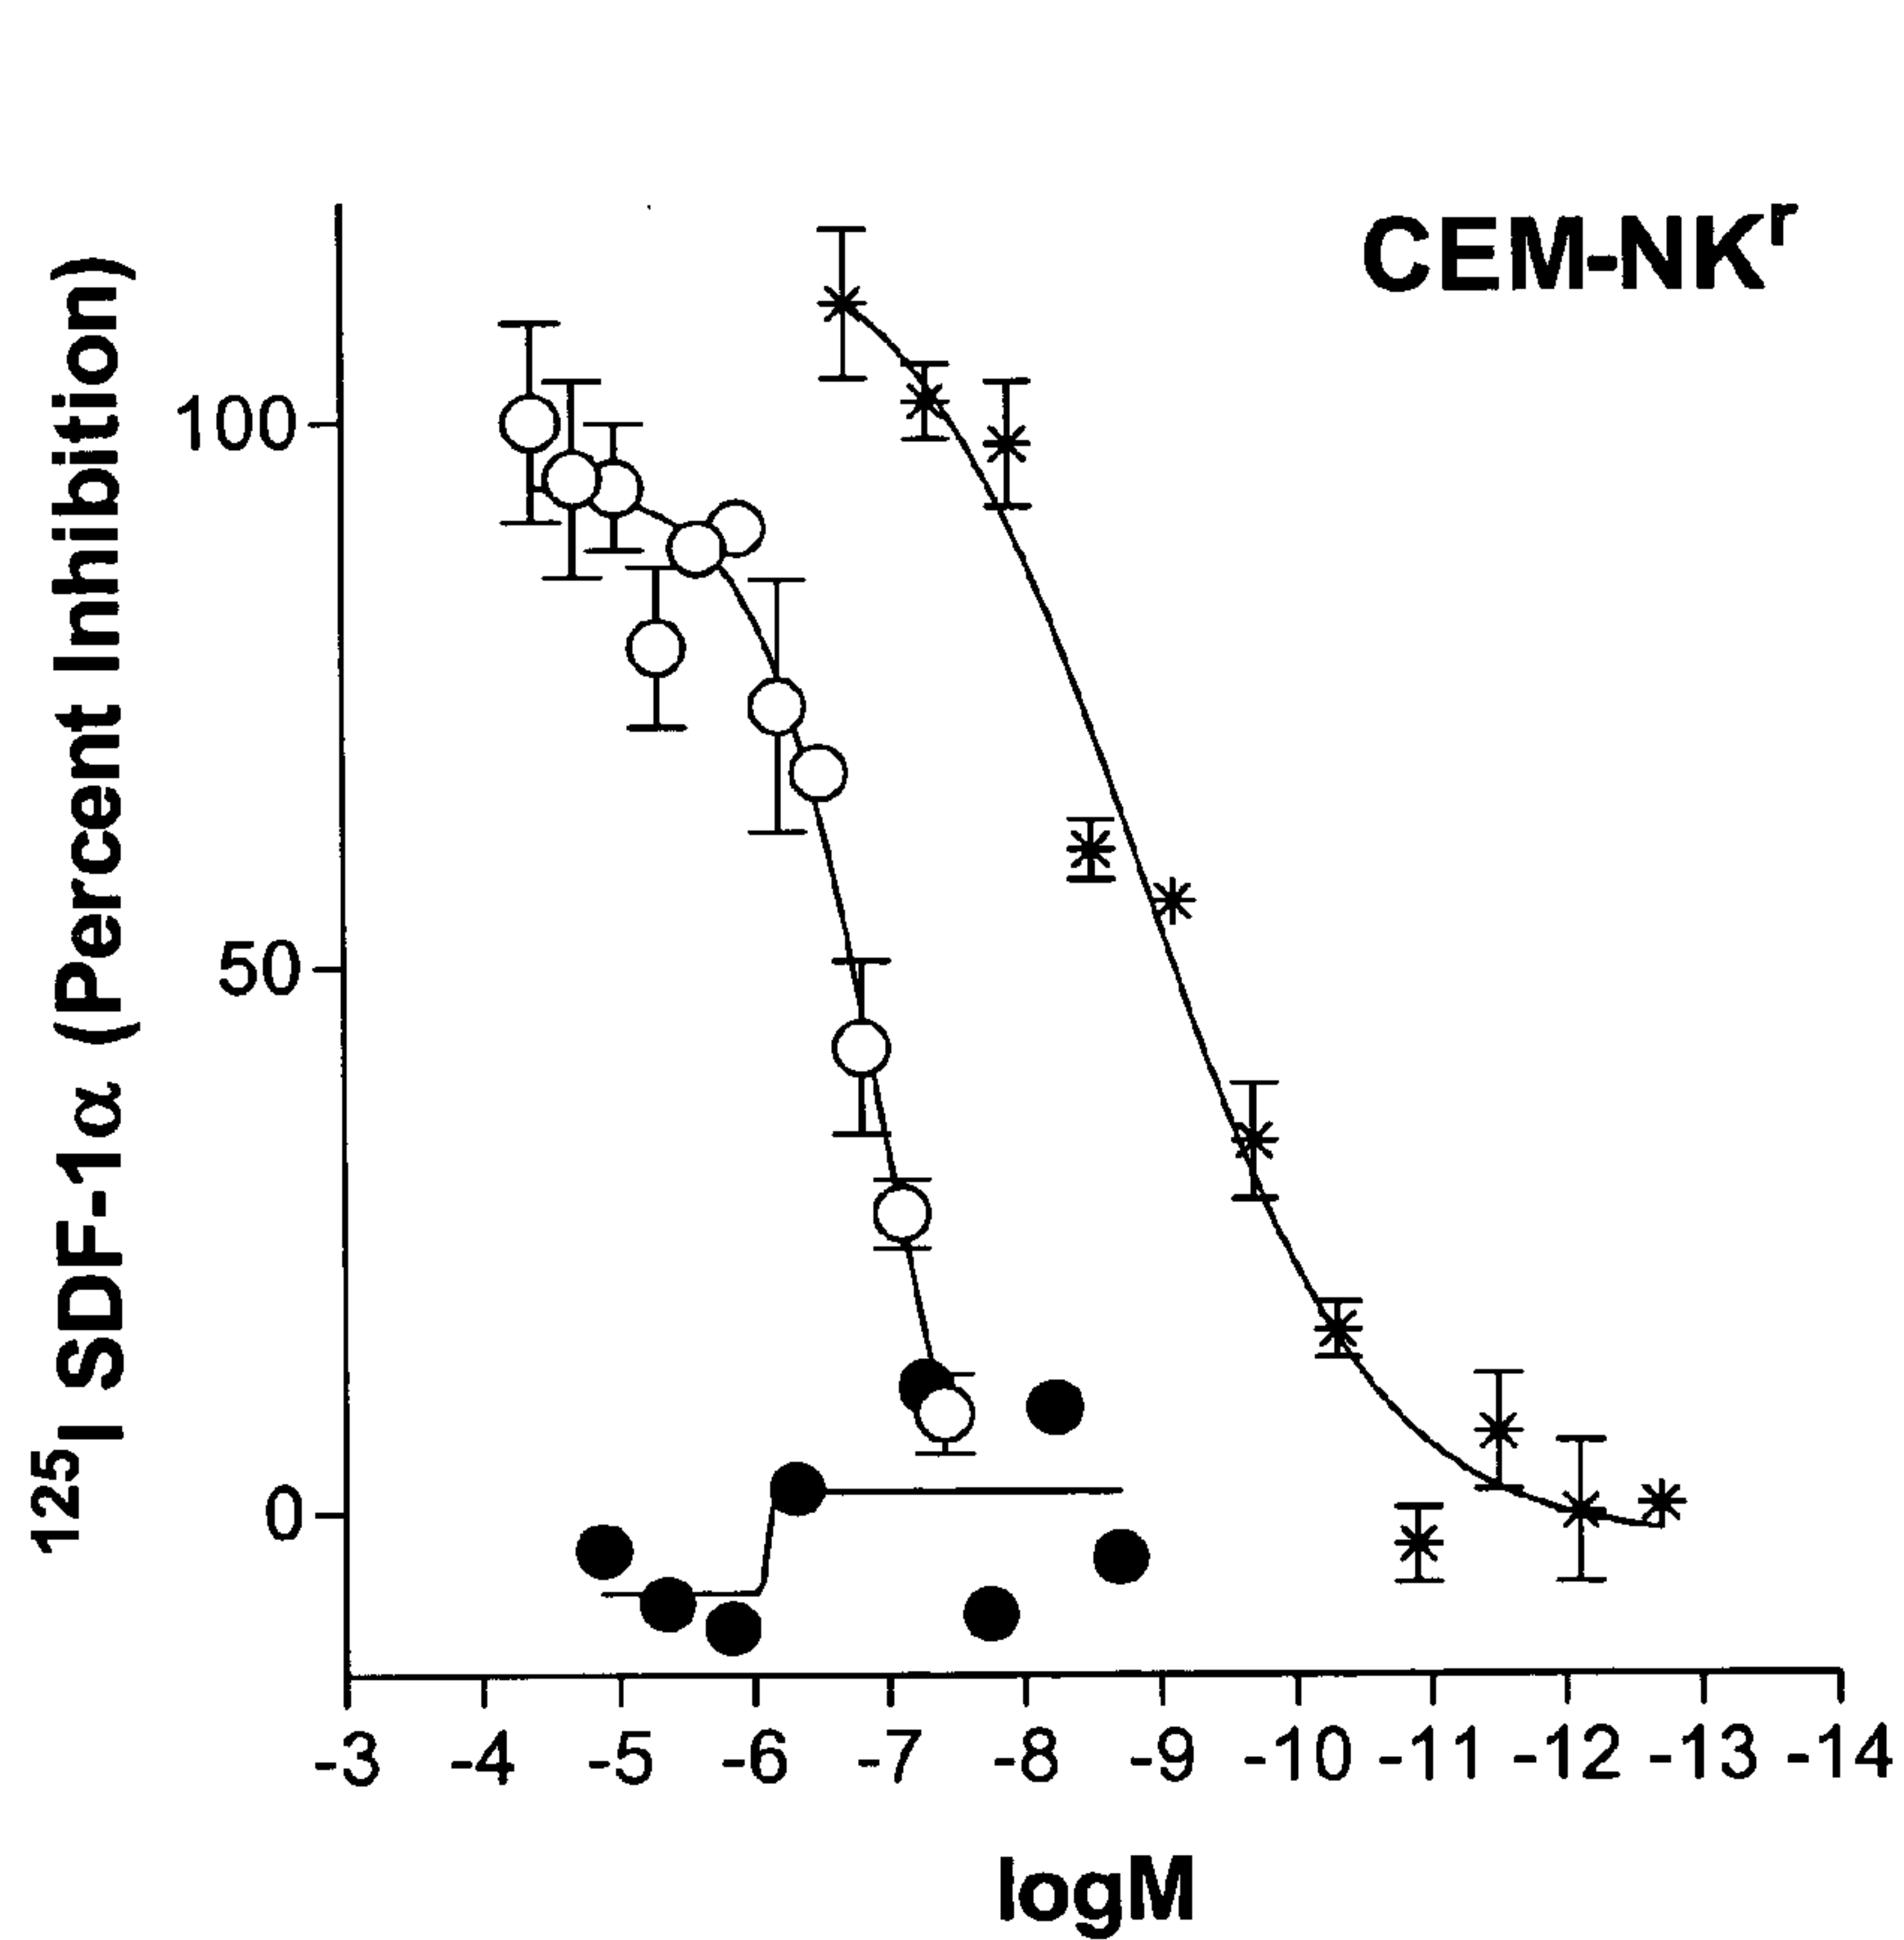 CEM-NKʳ
¹²⁵I SDF-1α (Percent Inhibition)
100
50
0
-3 -4 -5 -6 -7 -8 -9 -10 -11 -12 -13 -14
logM